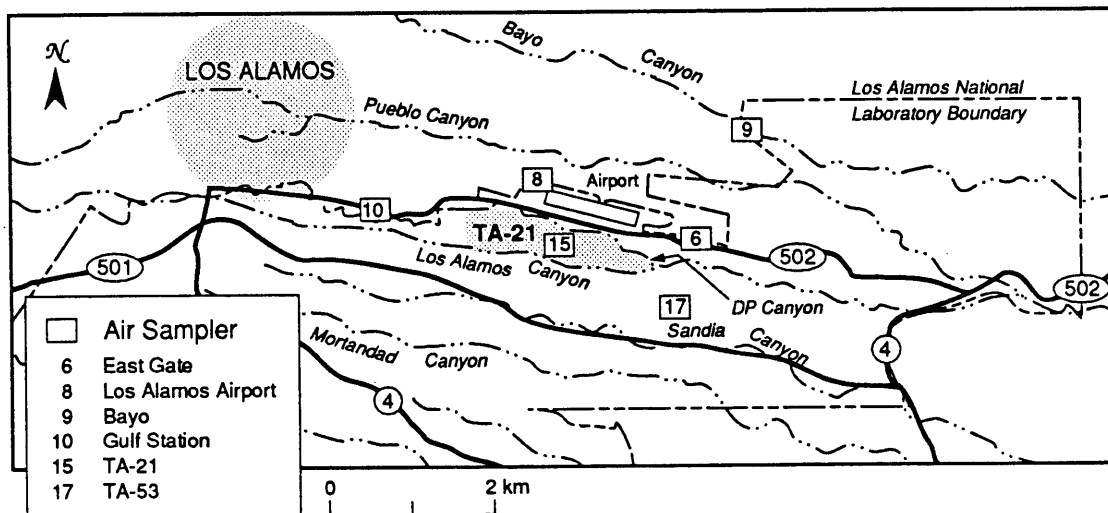 N
LOS ALAMOS
Bayo
Canyon
Pueblo Canyon
Los Alamos National
Laboratory Boundary
9
8
Airport
10
TA-21
15
6
501
Los Alamos
Canyon
502
502
DP Canyon
17
Sandia
Canyon
Mortandad
Canyon
4
4
Air Sampler
6 East Gate
8 Los Alamos Airport
9 Bayo
10 Gulf Station
15 TA-21
17 TA-53
0 2 km